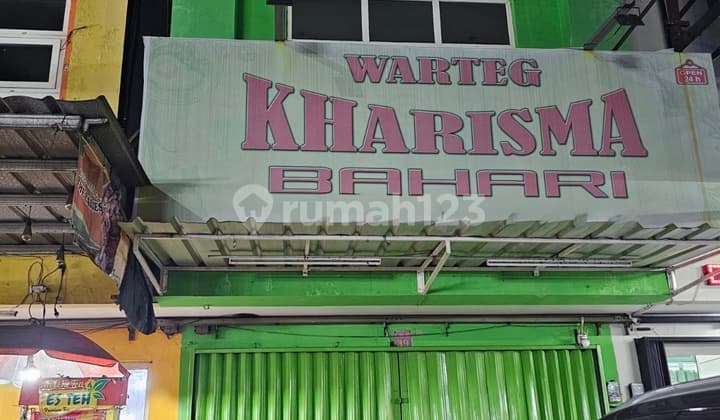 WARTEG
KHARISMA
BAHARI
OPEN
24 h
rumah123
ES TEH